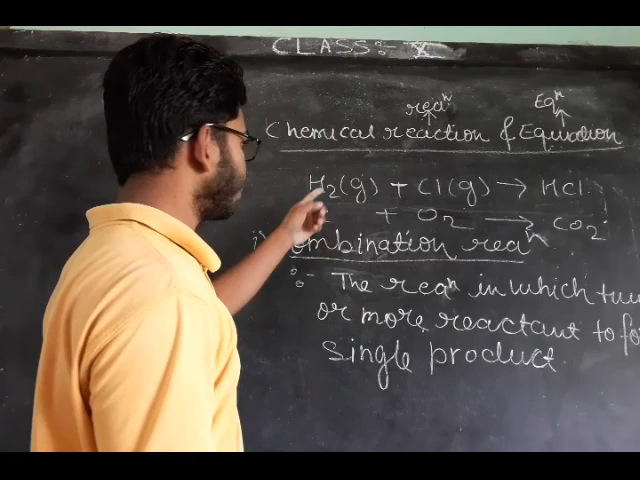 CLASS:- X
reaⁿ Eqⁿ
Chemical reaction & Equation
H₂(g) + Cl(g) → HCl
+ O₂ → CO₂
i) ombination reaⁿ
:- The reaⁿ in which tw
or more reactant to fo
single product